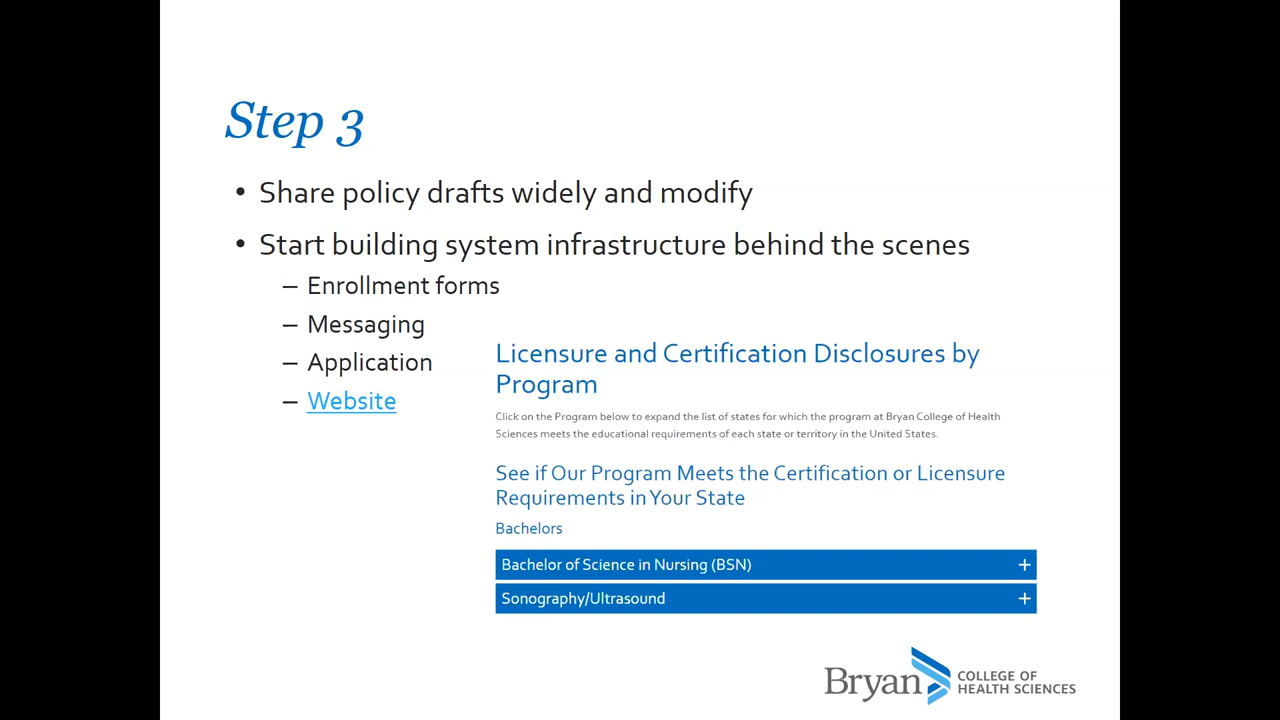 Step 3
• Share policy drafts widely and modify
• Start building system infrastructure behind the scenes
– Enrollment forms
– Messaging
– Application
– Website
Licensure and Certification Disclosures by
Program
Click on the Program below to expand the list of states for which the program at Bryan College of Health
Sciences meets the educational requirements of each state or territory in the United States.
See if Our Program Meets the Certification or Licensure
Requirements in Your State
Bachelors
Bachelor of Science in Nursing (BSN) +
Sonography/Ultrasound +
Bryan COLLEGE OF
HEALTH SCIENCES